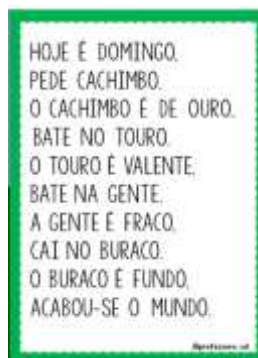 HOJE É DOMINGO,
PEDE CACHIMBO.
O CACHIMBO É DE OURO,
BATE NO TOURO.
O TOURO É VALENTE,
BATE NA GENTE.
A GENTE É FRACO,
CAI NO BURACO.
O BURACO É FUNDO,
ACABOU-SE O MUNDO.